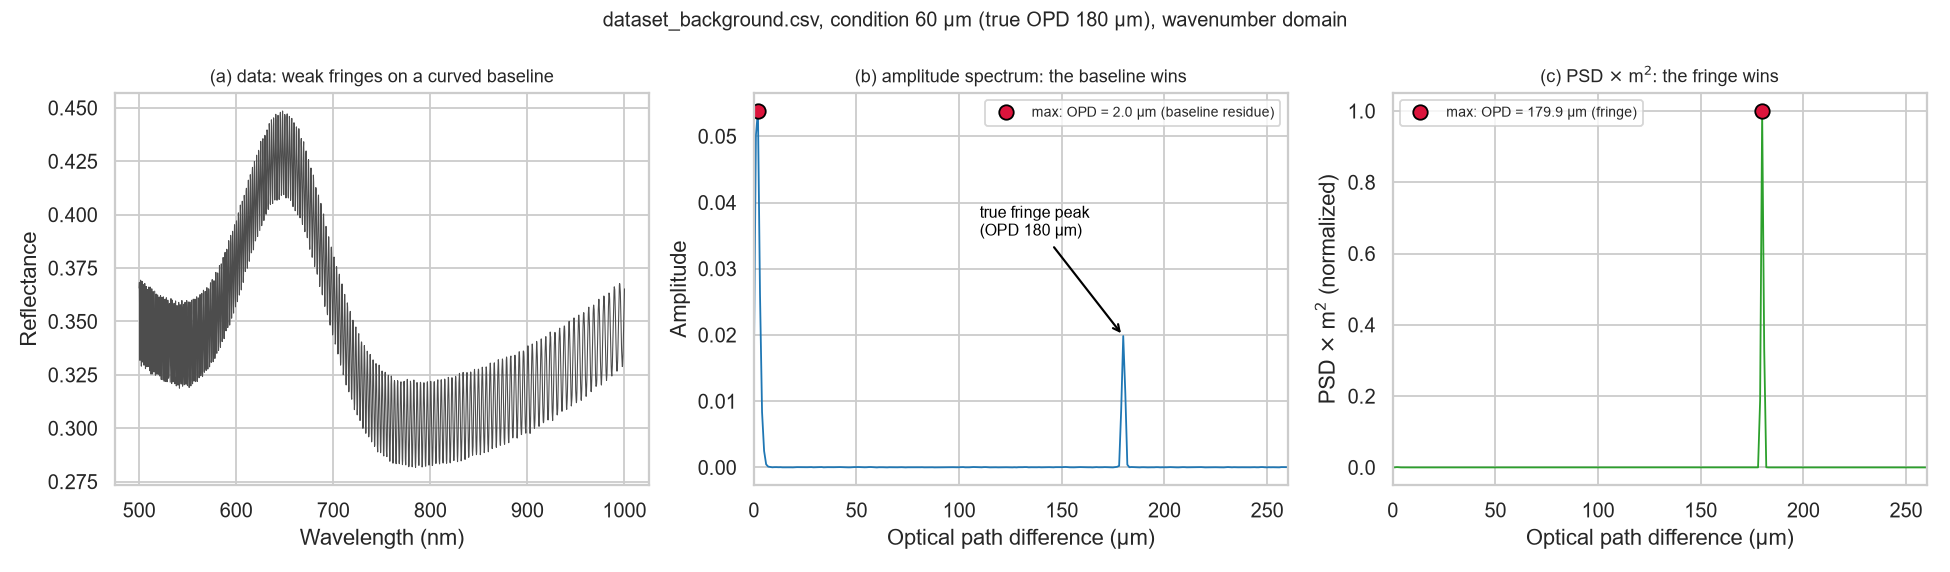 dataset_background.csv, condition 60 µm (true OPD 180 µm), wavenumber domain
(a) data: weak fringes on a curved baseline
0.450
0.425
0.400
0.375
0.350
0.325
0.300
0.275
Reflectance
500
600
700
800
900
1000
Wavelength (nm)
(b) amplitude spectrum: the baseline wins
max: OPD = 2.0 µm (baseline residue)
true fringe peak
(OPD 180 µm)
0.05
0.04
0.03
0.02
0.01
0.00
Amplitude
0
50
100
150
200
250
Optical path difference (µm)
(c) PSD × m²: the fringe wins
max: OPD = 179.9 µm (fringe)
1.0
0.8
0.6
0.4
0.2
0.0
PSD × m² (normalized)
0
50
100
150
200
250
Optical path difference (µm)